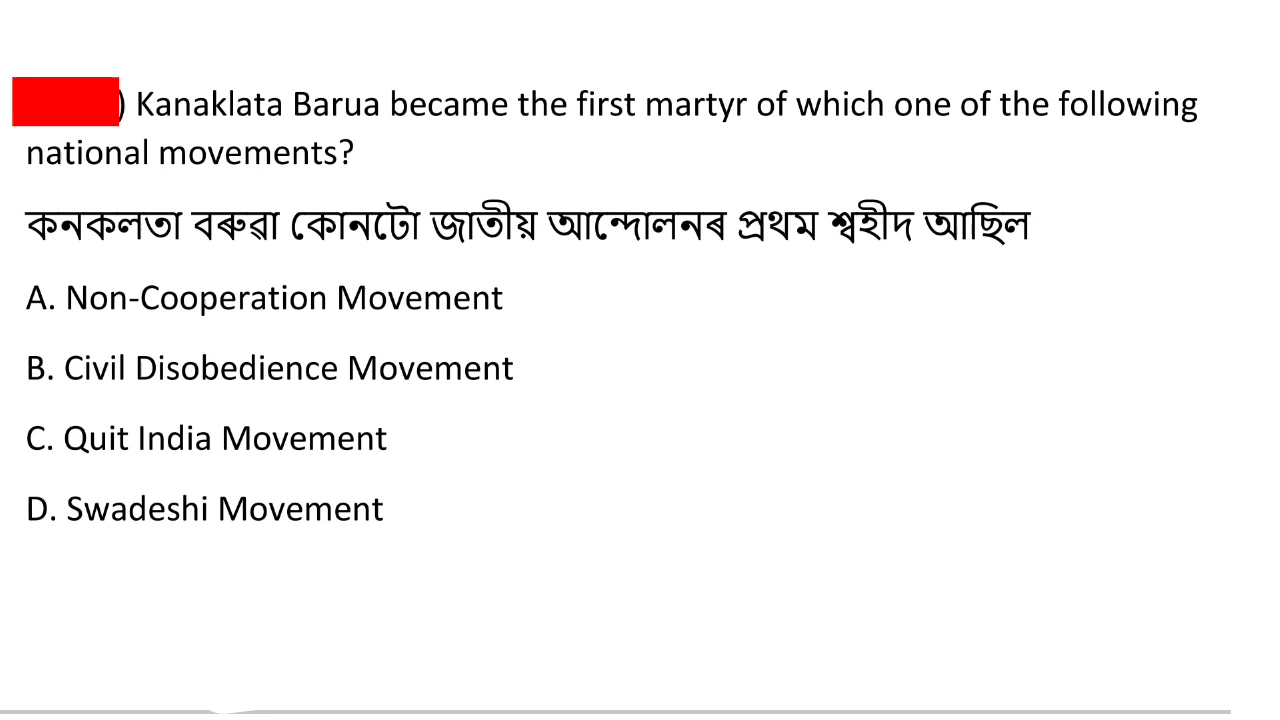 ) Kanaklata Barua became the first martyr of which one of the following
national movements?
কনকলতা বৰুৱা কোনটো জাতীয় আন্দোলনৰ প্ৰথম শ্বহীদ আছিল
A. Non-Cooperation Movement
B. Civil Disobedience Movement
C. Quit India Movement
D. Swadeshi Movement